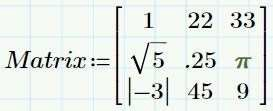 Matrix := [ 1 22 33
√5 .25 π
|−3| 45 9 ]